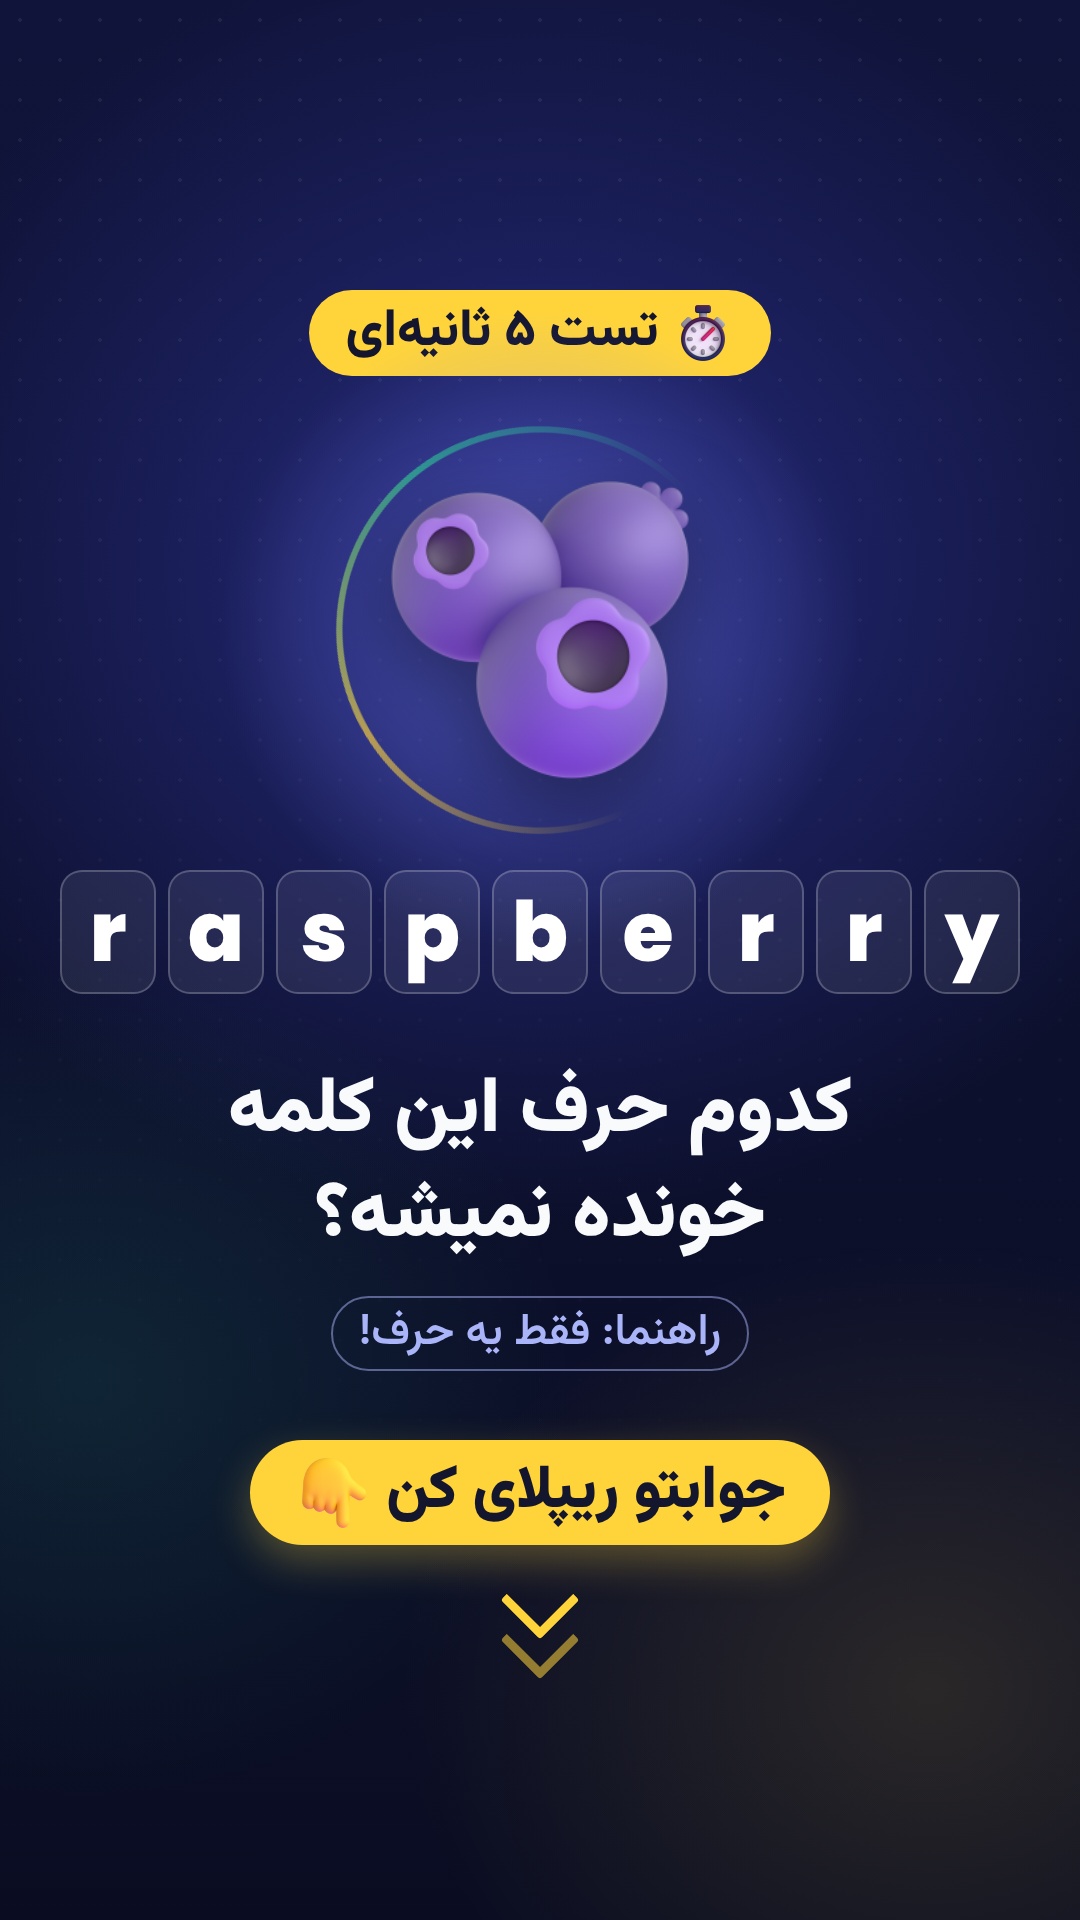 تست ۵ ثانیه‌ای
raspberry
کدوم حرف این کلمه
خونده نمیشه؟
راهنما: فقط یه حرف!
جوابتو ریپلای کن